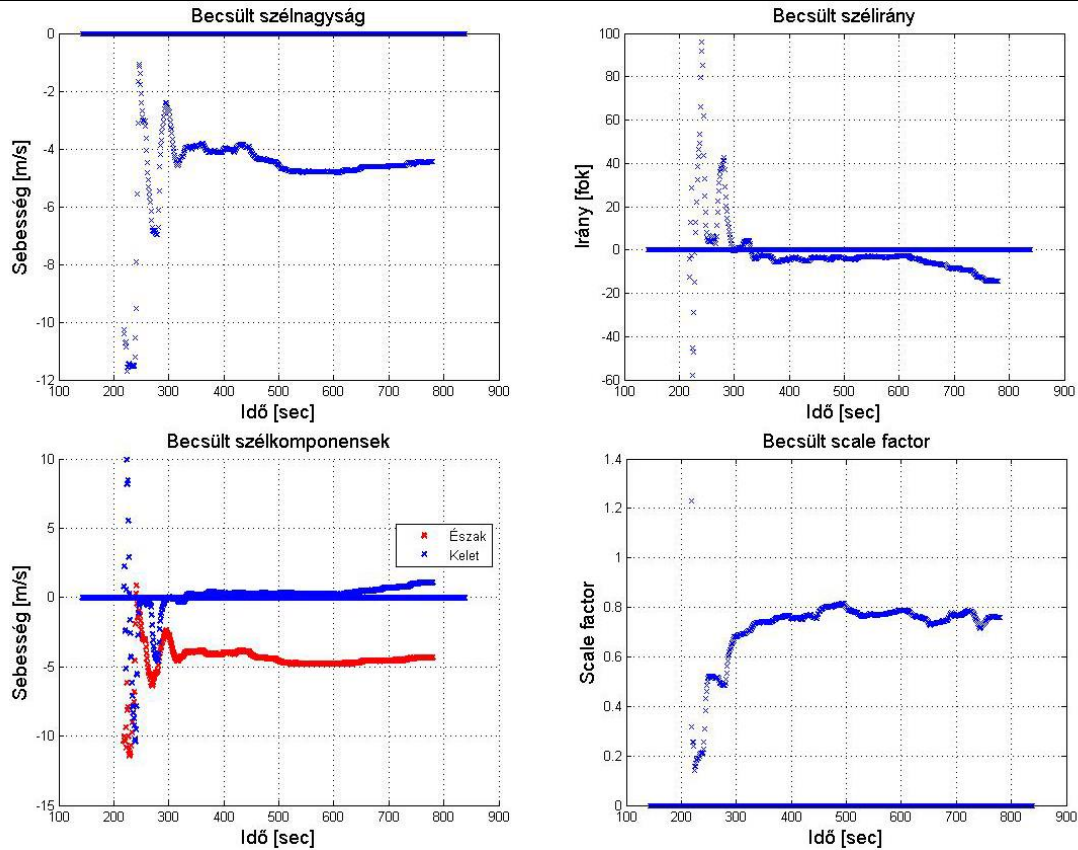 Becsült szélnagyság
0
-2
-4
-6
-8
-10
-12
Sebesség [m/s]
100 200 300 400 500 600 700 800 900
Idő [sec]
Becsült szélirány
100
80
60
40
20
0
-20
-40
-60
Irány [fok]
100 200 300 400 500 600 700 800 900
Idő [sec]
Becsült szélkomponensek
10
5
0
-5
-10
-15
Sebesség [m/s]
Észak
Kelet
100 200 300 400 500 600 700 800 900
Idő [sec]
Becsült scale factor
1.4
1.2
1
0.8
0.6
0.4
0.2
0
Scale factor
100 200 300 400 500 600 700 800 900
Idő [sec]